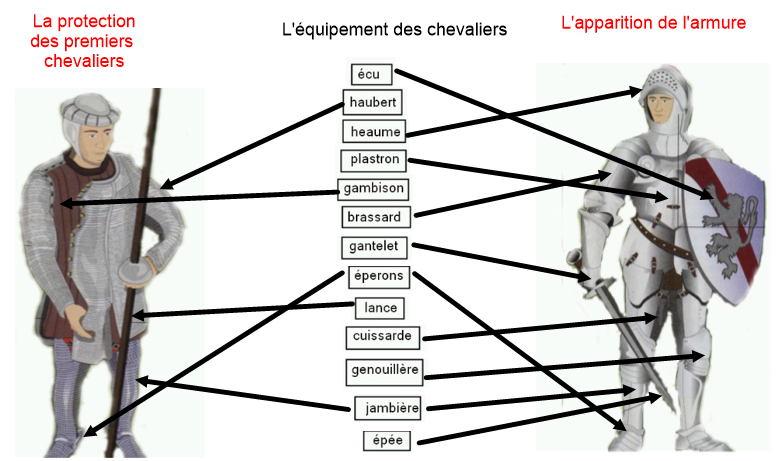 La protection
des premiers
chevaliers
L'équipement des chevaliers
L'apparition de l'armure
écu
haubert
heaume
plastron
gambison
brassard
gantelet
éperons
lance
cuissarde
genouillère
jambière
épée